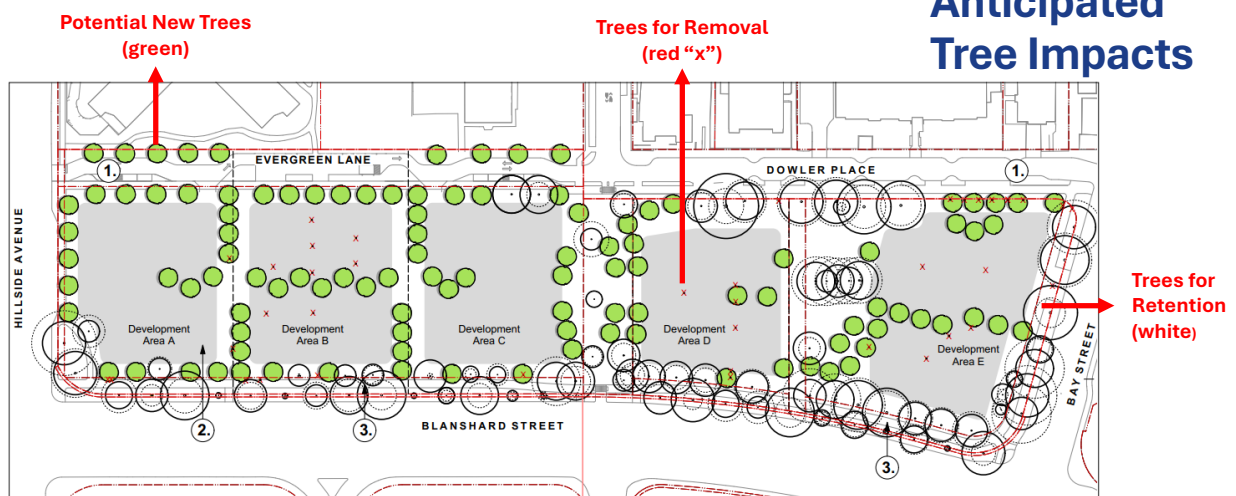 Anticipated
Tree Impacts
Potential New Trees
(green)
Trees for Removal
(red “x”)
EVERGREEN LANE
1.
DOWLER PLACE
1.
HILLSIDE AVENUE
Trees for
Retention
(white)
Development
Area A
Development
Area B
Development
Area C
Development
Area D
Development
Area E
BAY STREET
BLANSHARD STREET
2.
3.
3.